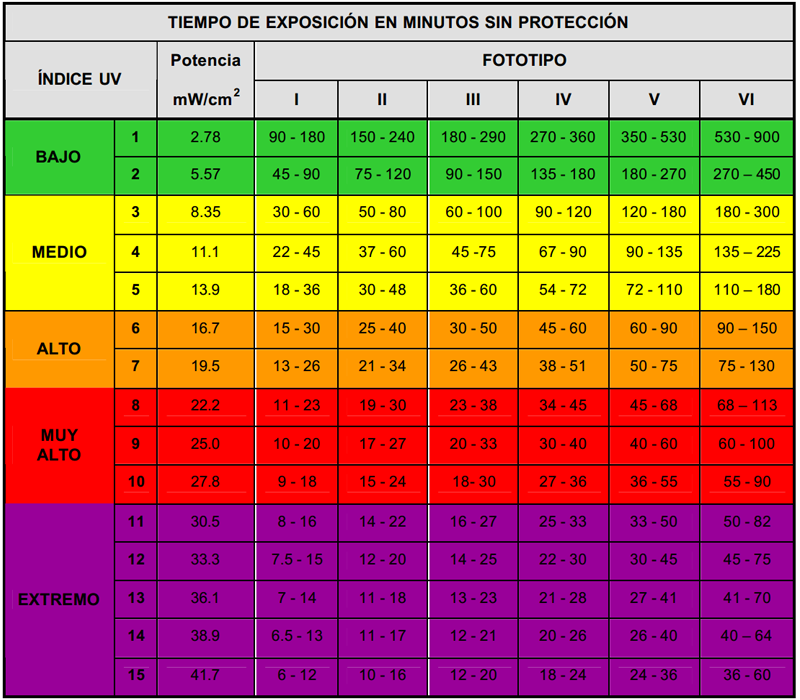 TIEMPO DE EXPOSICIÓN EN MINUTOS SIN PROTECCIÓN
ÍNDICE UV Potencia mW/cm² FOTOTIPO
I II III IV V VI
BAJO 1 2.78 90 - 180 150 - 240 180 - 290 270 - 360 350 - 530 530 - 900
2 5.57 45 - 90 75 - 120 90 - 150 135 - 180 180 - 270 270 – 450
MEDIO 3 8.35 30 - 60 50 - 80 60 - 100 90 - 120 120 - 180 180 - 300
4 11.1 22 - 45 37 - 60 45 -75 67 - 90 90 - 135 135 – 225
5 13.9 18 - 36 30 - 48 36 - 60 54 - 72 72 - 110 110 – 180
ALTO 6 16.7 15 - 30 25 - 40 30 - 50 45 - 60 60 - 90 90 – 150
7 19.5 13 - 26 21 - 34 26 - 43 38 - 51 50 - 75 75 - 130
MUY ALTO 8 22.2 11 - 23 19 - 30 23 - 38 34 - 45 45 - 68 68 – 113
9 25.0 10 - 20 17 - 27 20 - 33 30 - 40 40 - 60 60 - 100
10 27.8 9 - 18 15 - 24 18- 30 27 - 36 36 - 55 55 - 90
EXTREMO 11 30.5 8 - 16 14 - 22 16 - 27 25 - 33 33 - 50 50 - 82
12 33.3 7.5 - 15 12 - 20 14 - 25 22 - 30 30 - 45 45 - 75
13 36.1 7 - 14 11 - 18 13 - 23 21 - 28 27 - 41 41 - 70
14 38.9 6.5 - 13 11 - 17 12 - 21 20 - 26 26 - 40 40 – 64
15 41.7 6 - 12 10 - 16 12 - 20 18 - 24 24 - 36 36 - 60